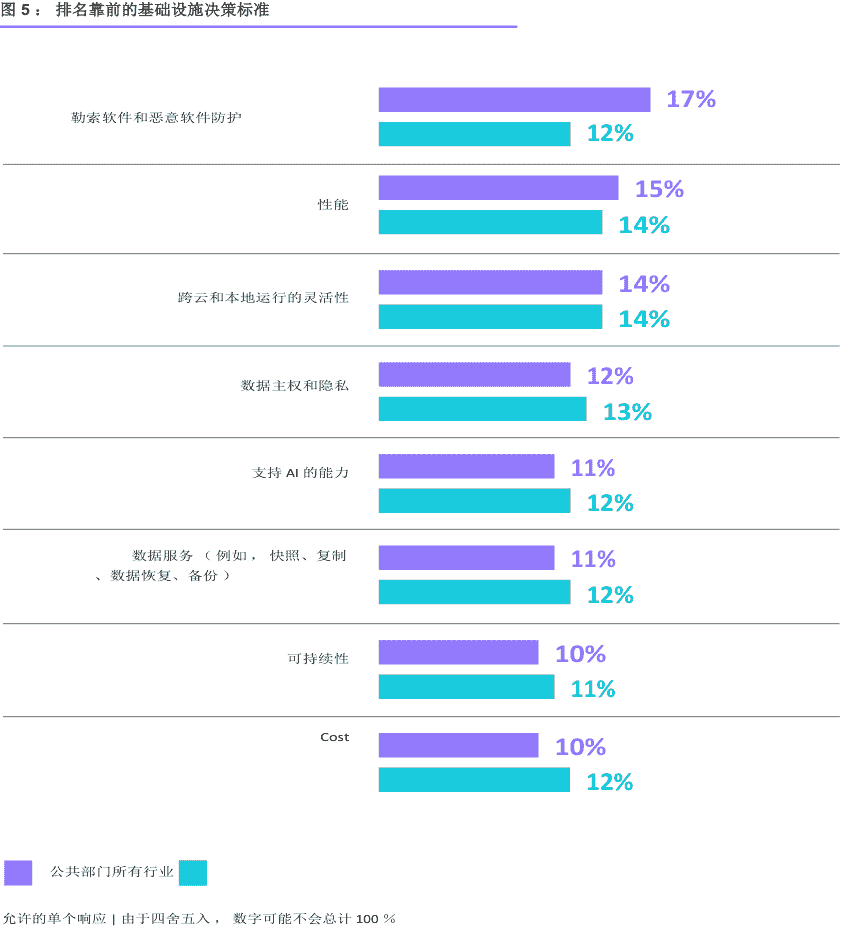 图 5： 排名靠前的基础设施决策标准
勒索软件和恶意软件防护
17%
12%
性能
15%
14%
跨云和本地运行的灵活性
14%
14%
数据主权和隐私
12%
13%
支持 AI 的能力
11%
12%
数据服务 （ 例如 ， 快照、复制
、数据恢复、备份 ）
11%
12%
可持续性
10%
11%
Cost
10%
12%
公共部门所有行业
允许的单个响应 | 由于四舍五入 ， 数字可能不会总计 100 %